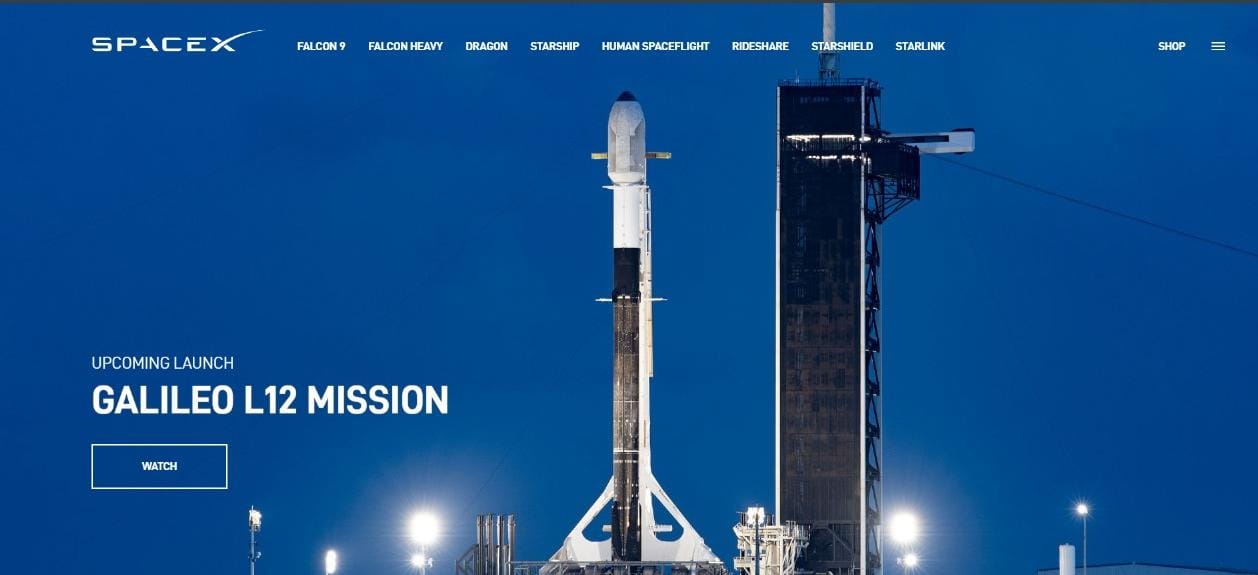 SPACEX
FALCON 9 FALCON HEAVY DRAGON STARSHIP HUMAN SPACEFLIGHT RIDESHARE STARSHIELD STARLINK SHOP
UPCOMING LAUNCH
GALILEO L12 MISSION
WATCH